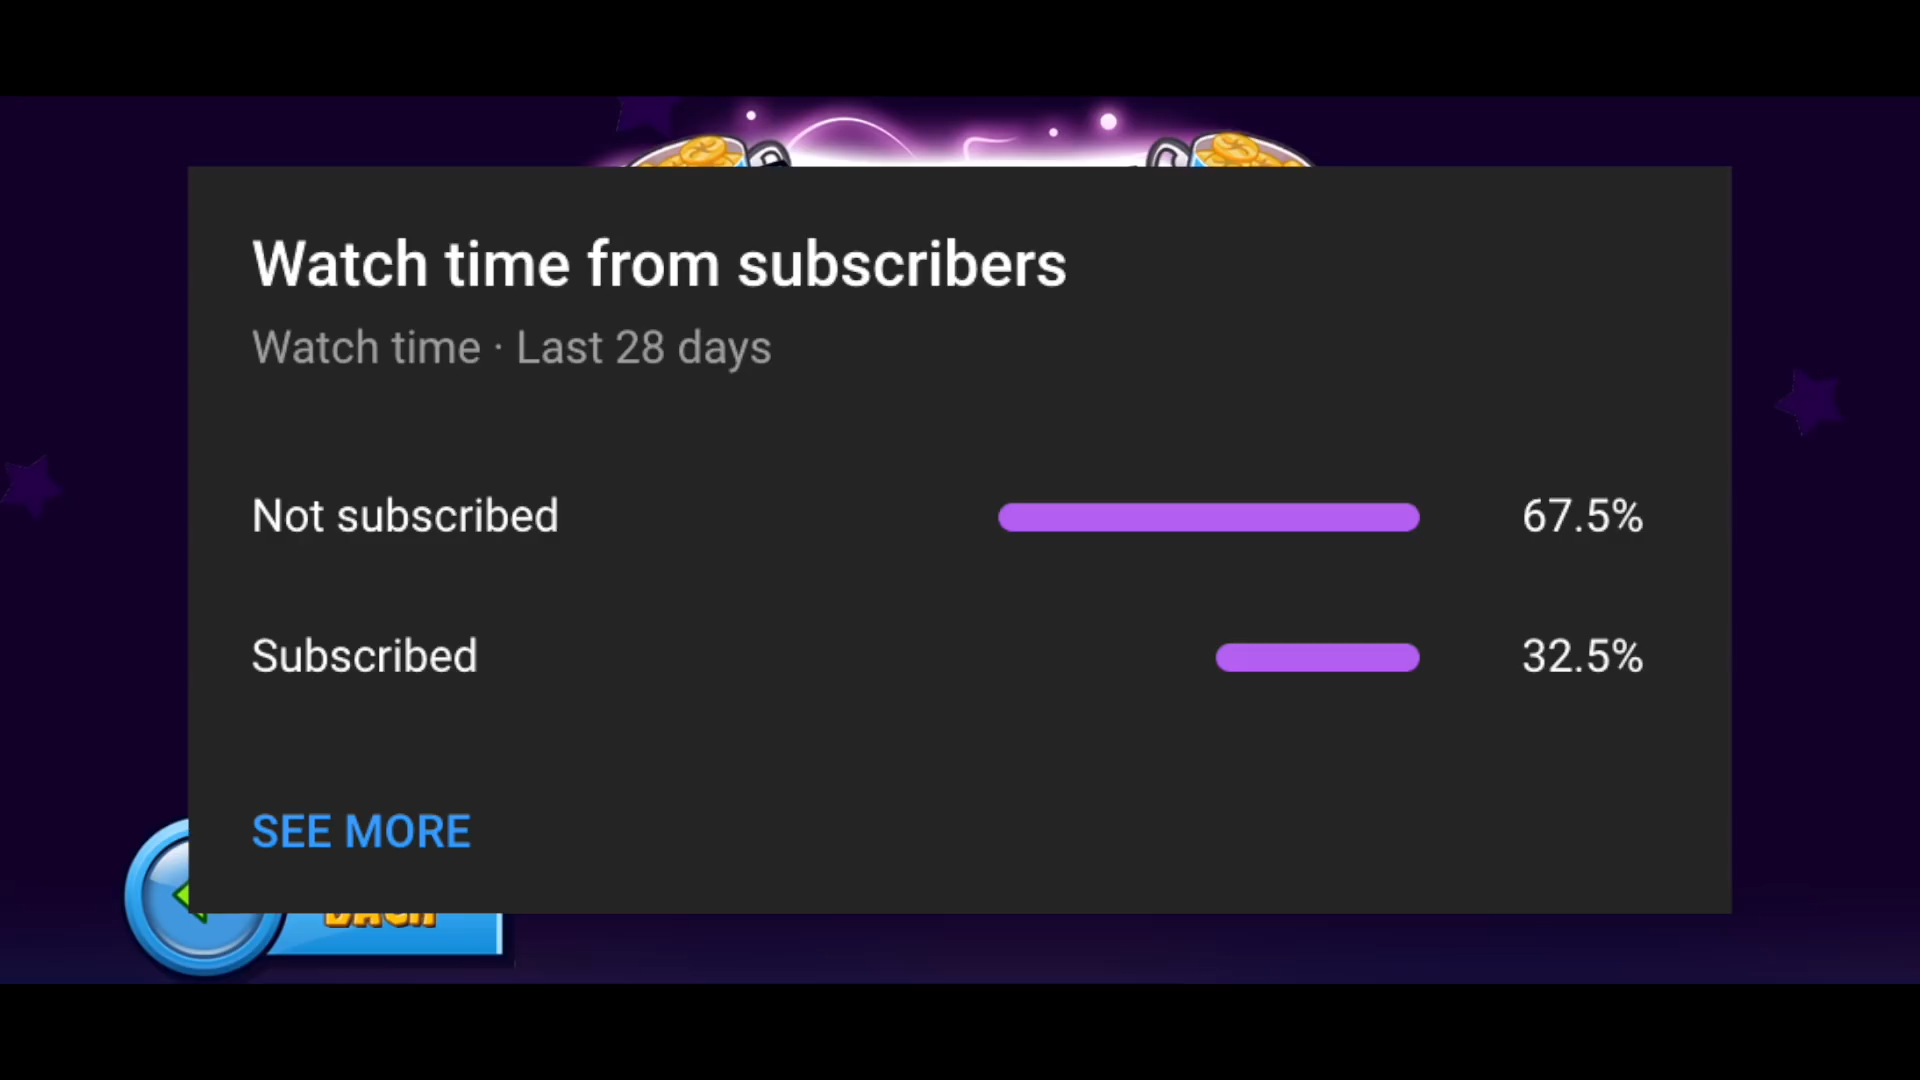 Watch time from subscribers
Watch time · Last 28 days
Not subscribed 67.5%
Subscribed 32.5%
SEE MORE